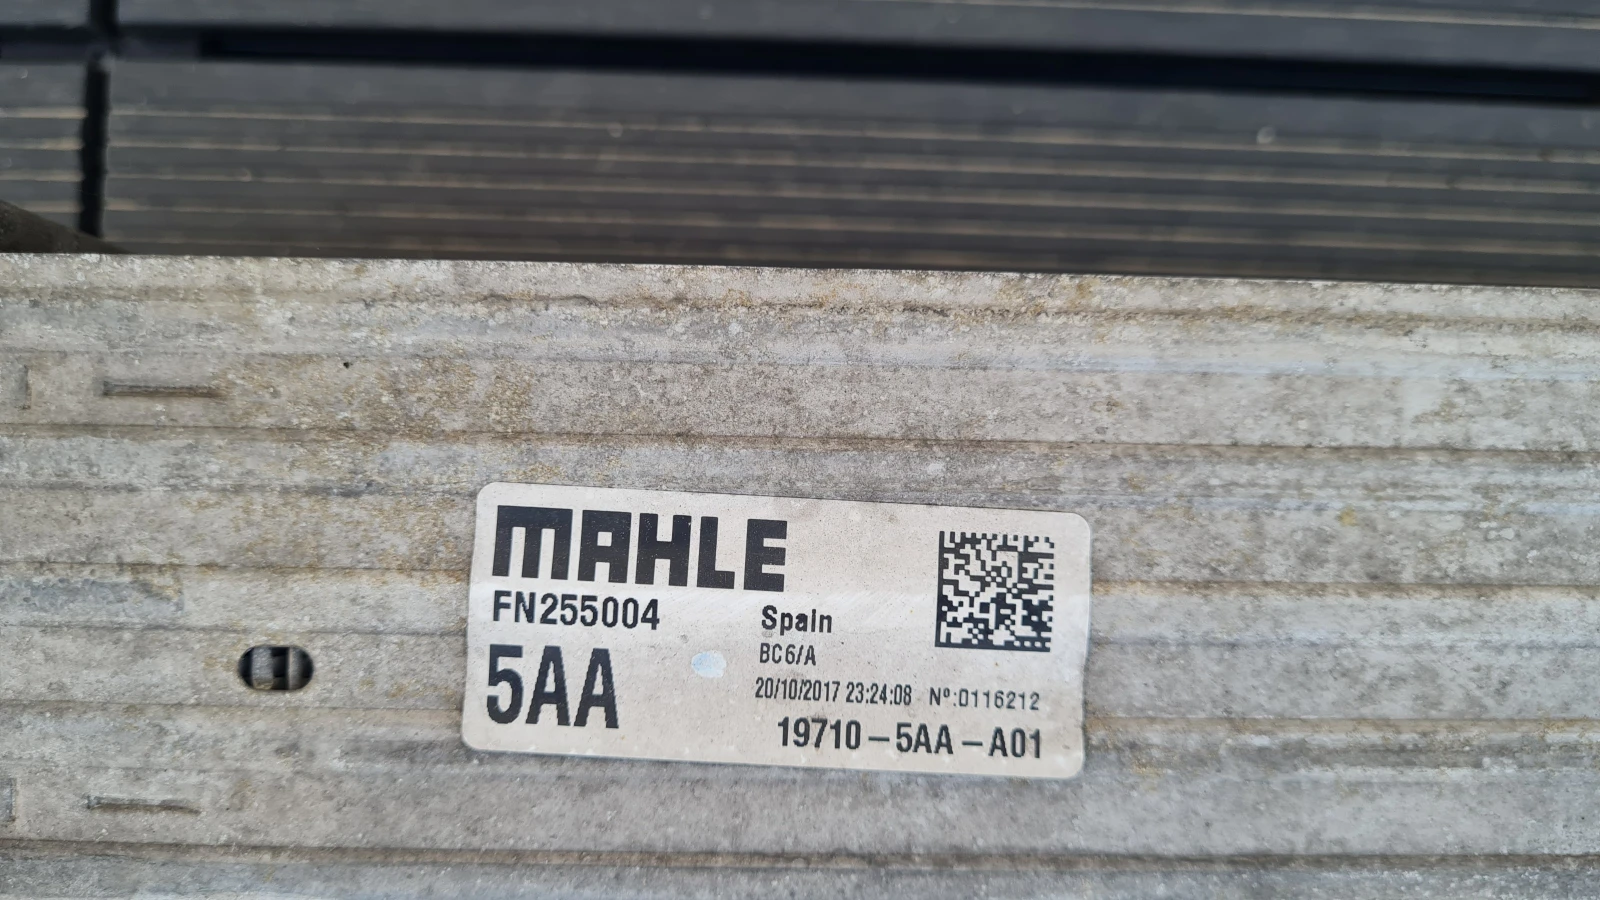 MAHLE
FN255004
Spain
5AA
BC6/A
20/10/2017 23:24:08 Nº:0116212
19710-5AA-A01